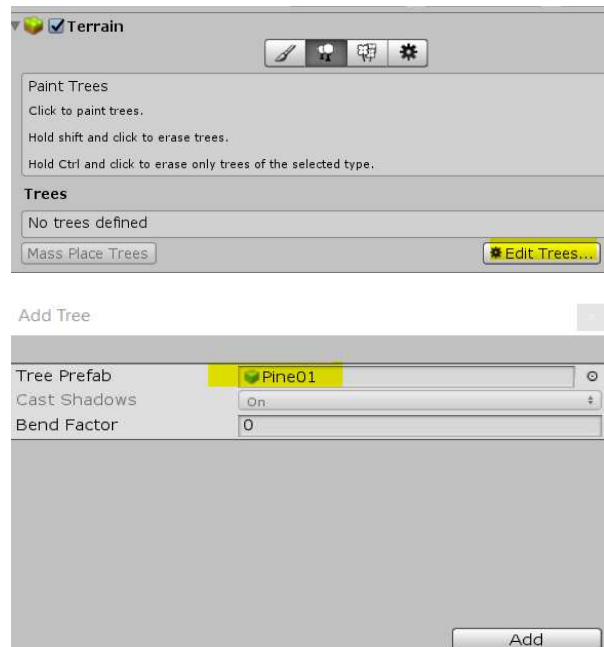 Terrain
Paint Trees
Click to paint trees.
Hold shift and click to erase trees.
Hold Ctrl and click to erase only trees of the selected type.
Trees
No trees defined
Mass Place Trees
Edit Trees...
Add Tree
Tree Prefab Pine01
Cast Shadows On
Bend Factor 0
Add